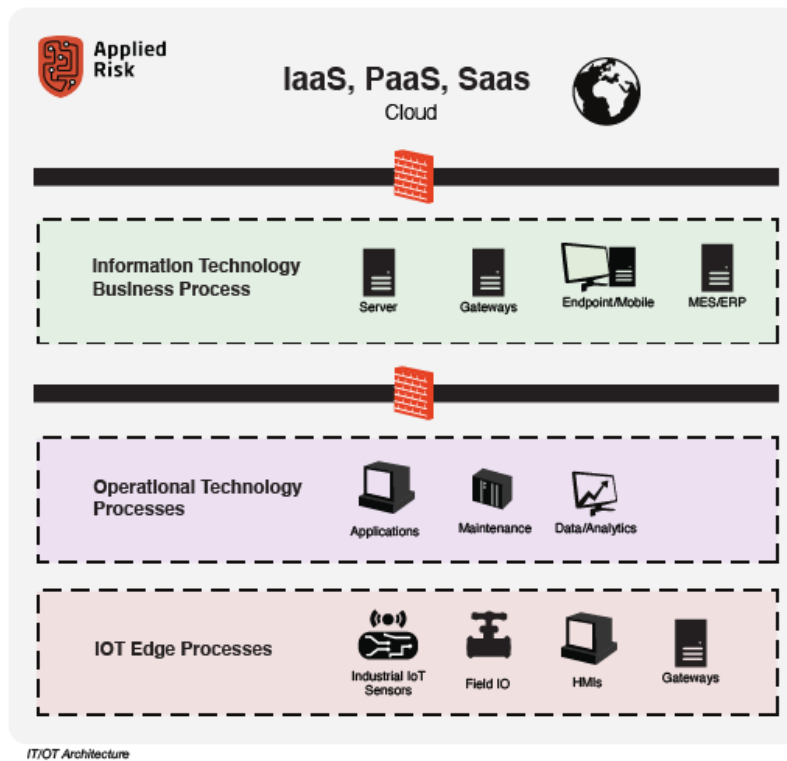 Applied
Risk
IaaS, PaaS, Saas
Cloud
Information Technology
Business Process
Server
Gateways
Endpoint/Mobile
MES/ERP
Operational Technology
Processes
Applications
Maintenance
Data/Analytics
IOT Edge Processes
Industrial IoT
Sensors
Field IO
HMIs
Gateways
IT/OT Architecture